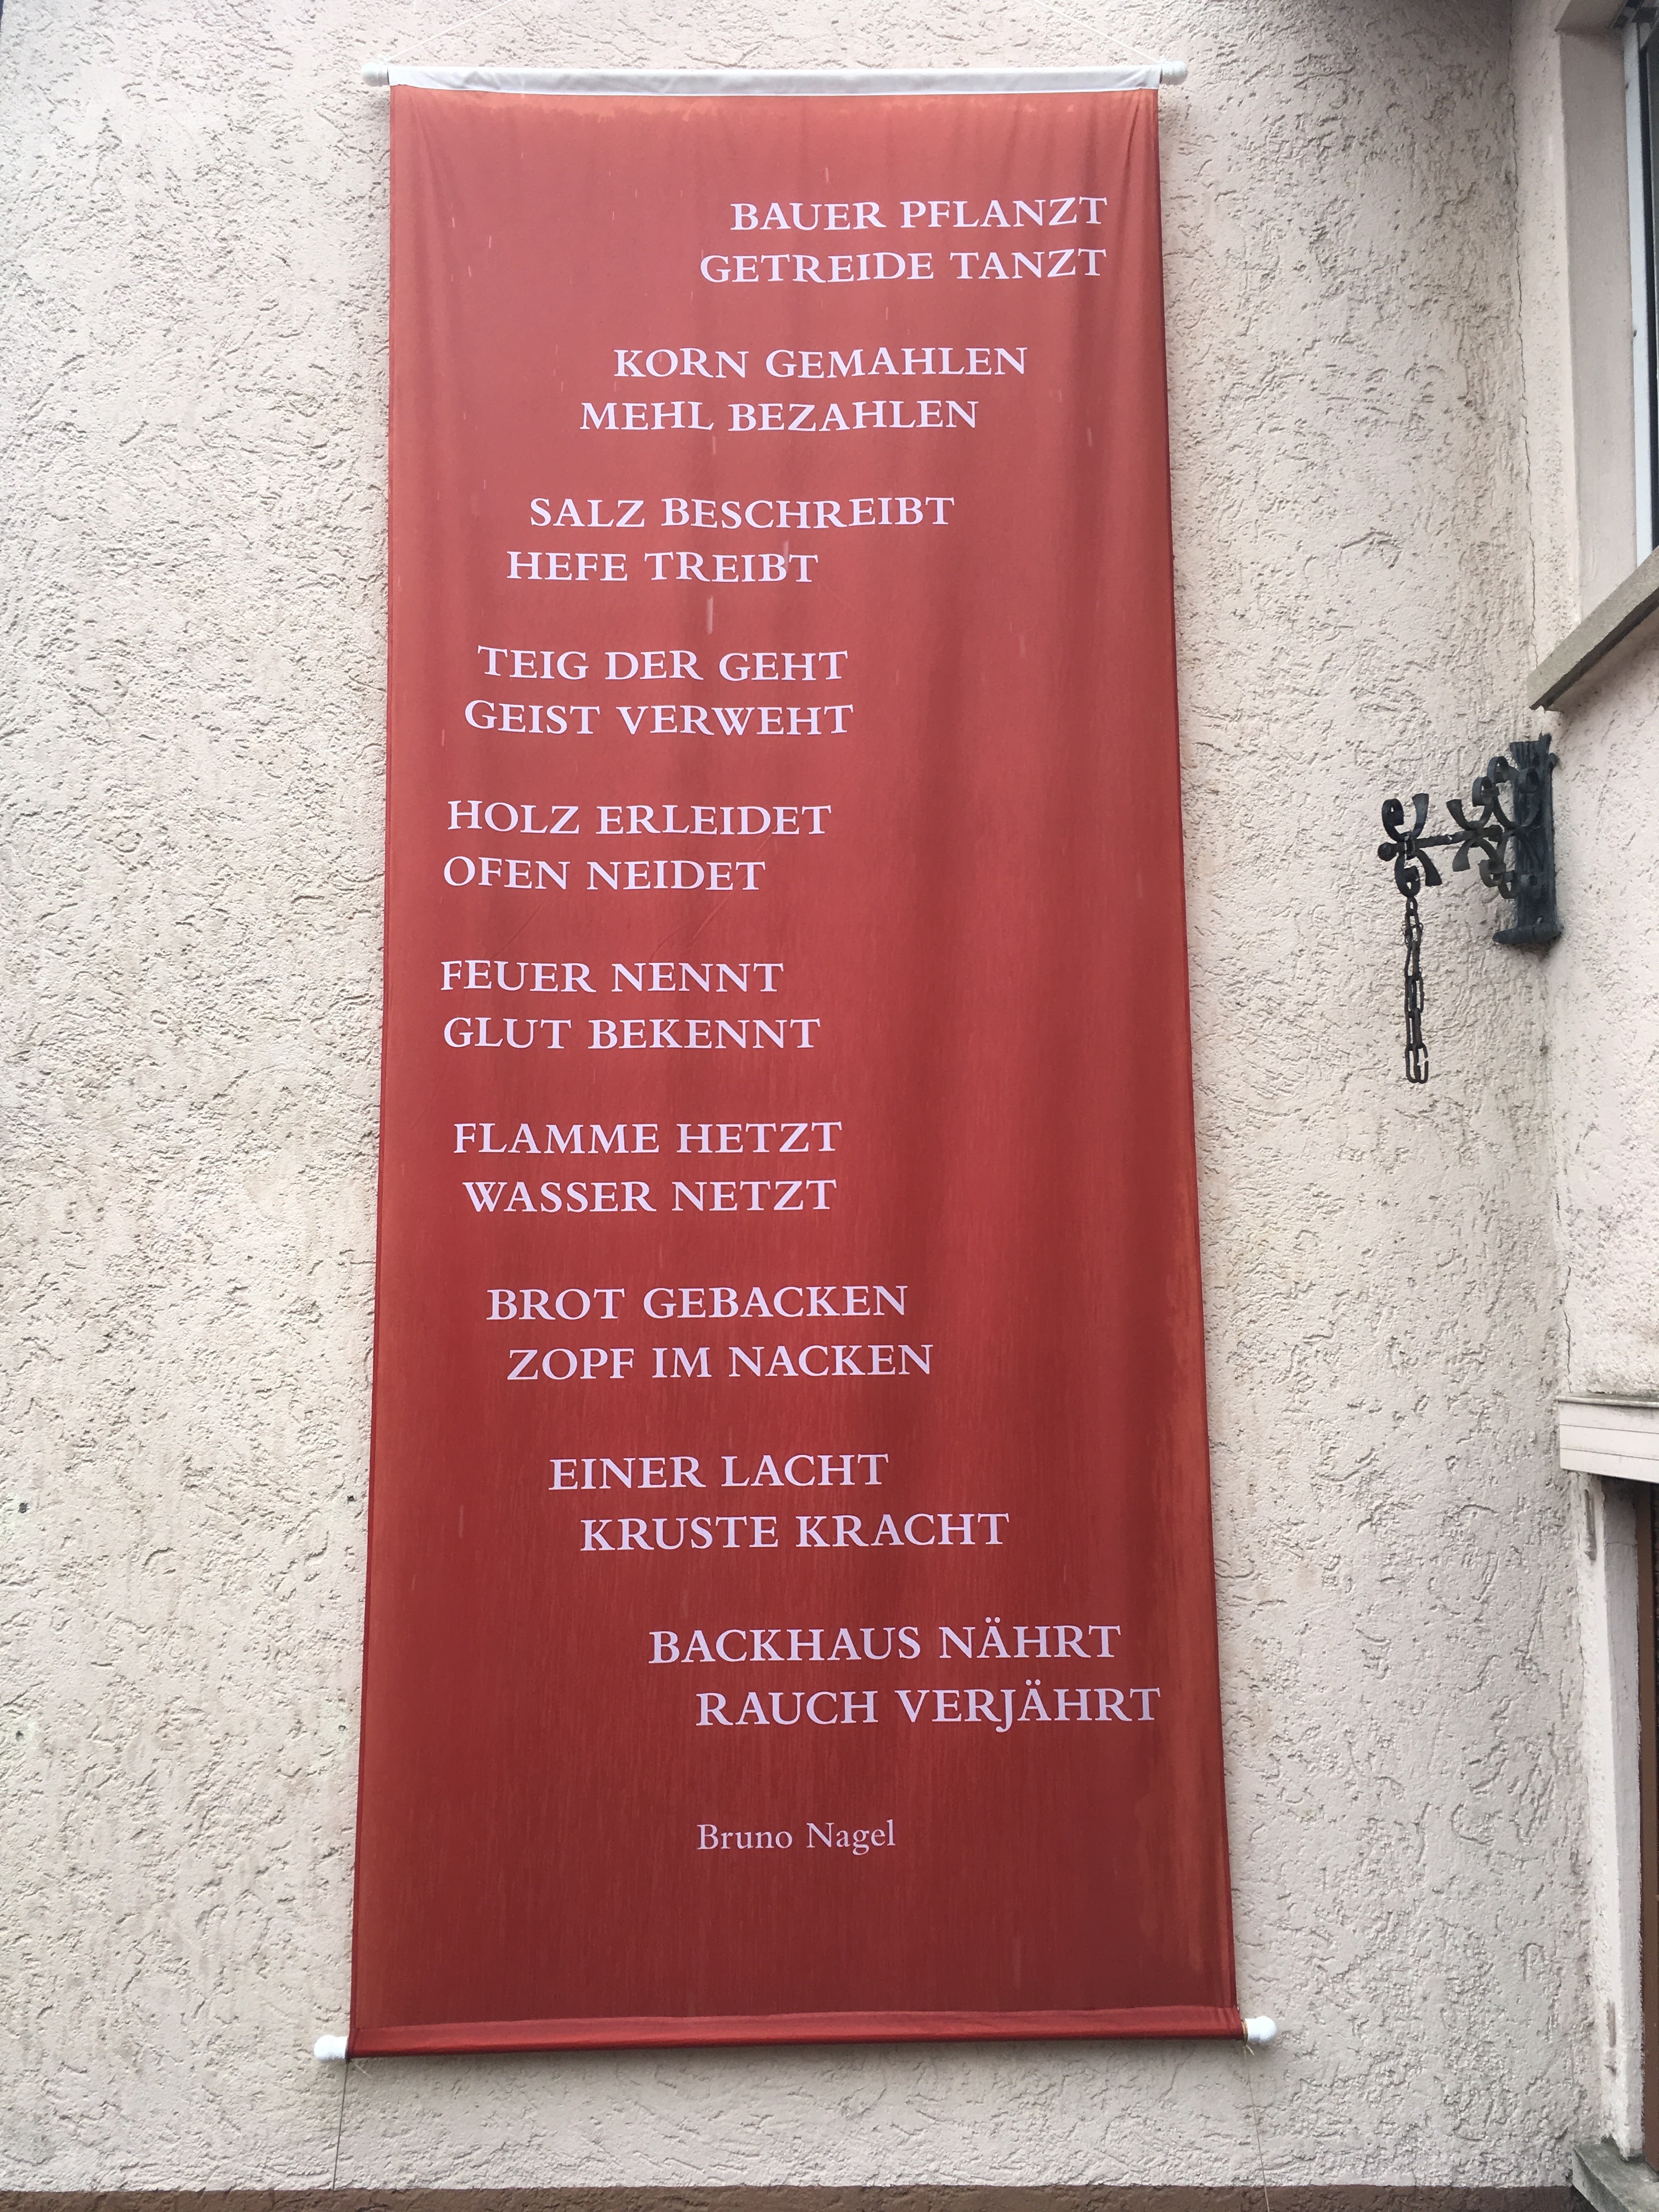 BAUER PFLANZT
GETREIDE TANZT
KORN GEMAHLEN
MEHL BEZAHLEN
SALZ BESCHREIBT
HEFE TREIBT
TEIG DER GEHT
GEIST VERWEHT
HOLZ ERLEIDET
OFEN NEIDET
FEUER NENNT
GLUT BEKENNT
FLAMME HETZT
WASSER NETZT
BROT GEBACKEN
ZOPF IM NACKEN
EINER LACHT
KRUSTE KRACHT
BACKHAUS NÄHRT
RAUCH VERJÄHRT
Bruno Nagel